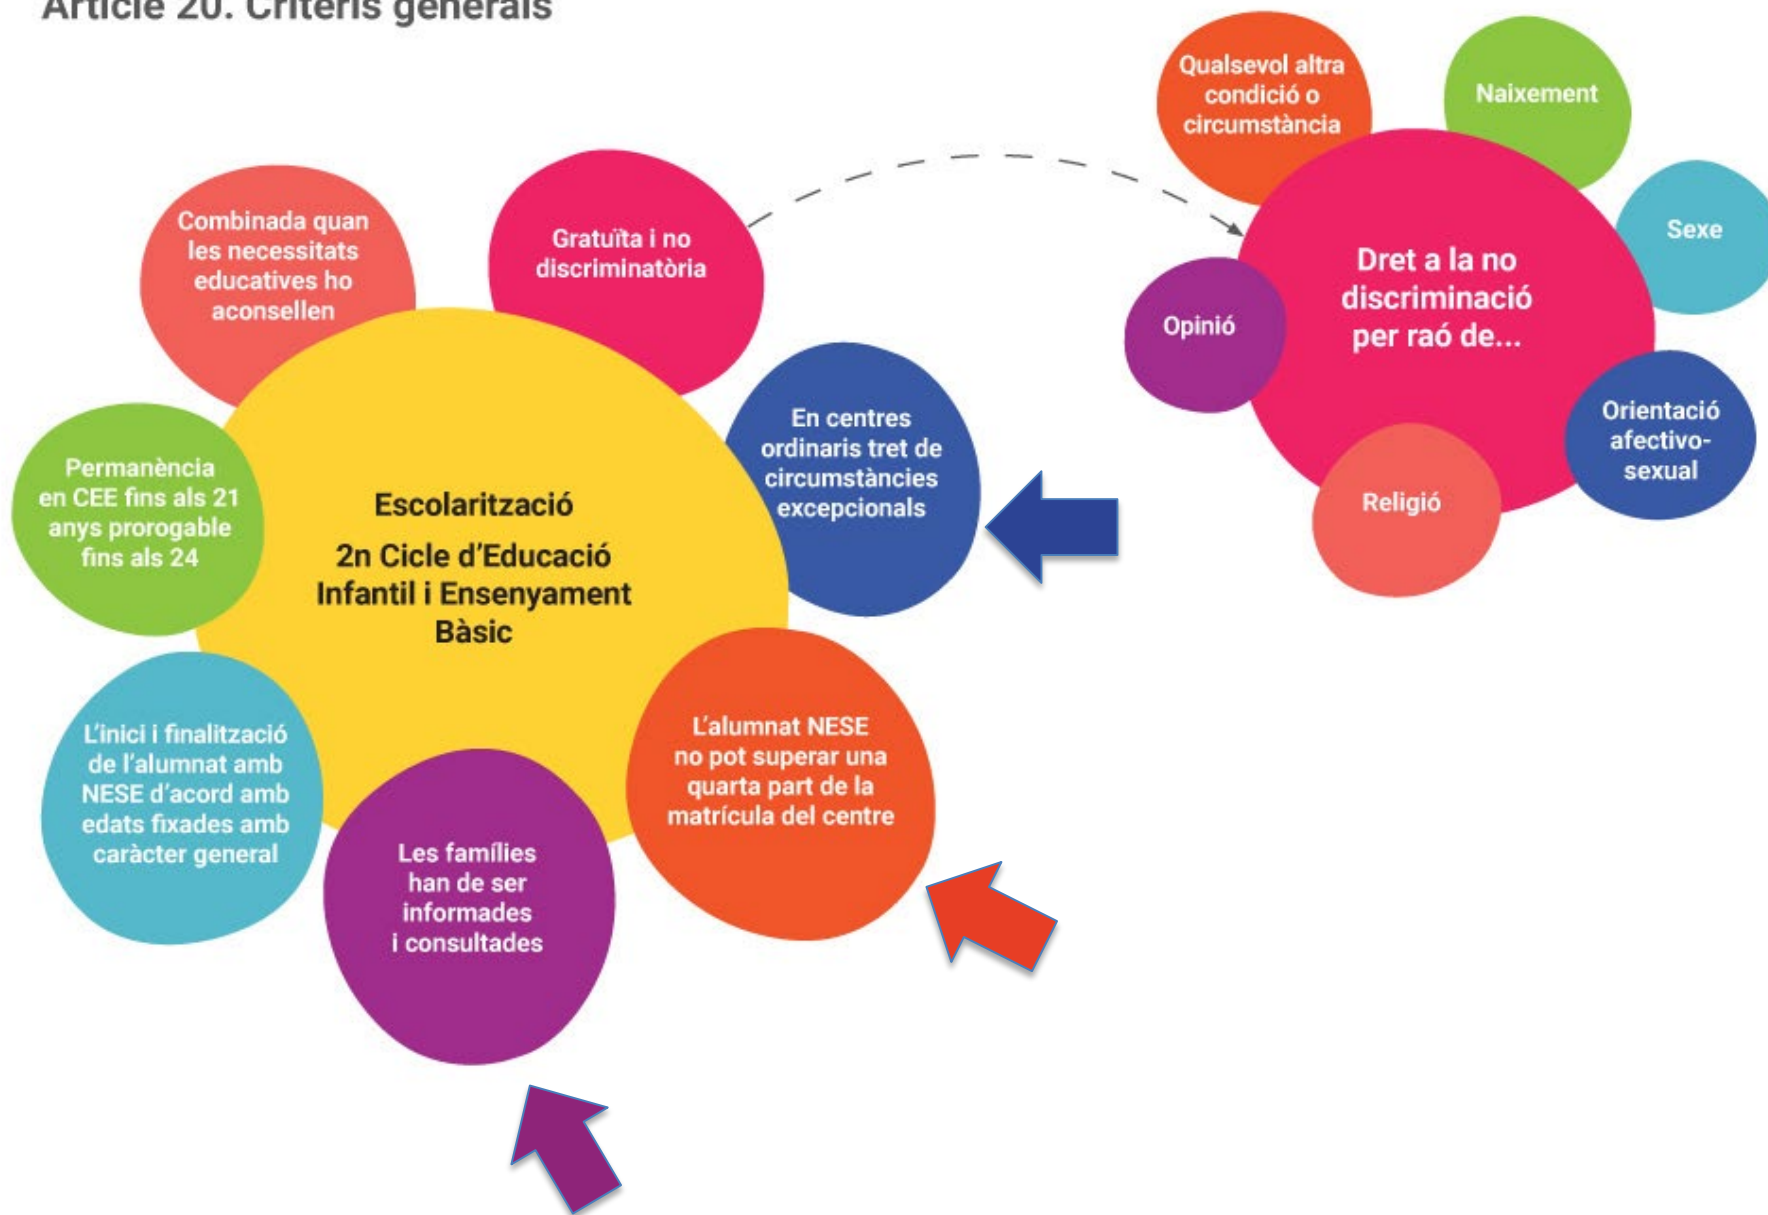 Article 20. Criteris generals
Combinada quan
les necessitats
educatives ho
aconsellen
Gratuïta i no
discriminatòria
En centres
ordinaris tret de
circumstàncies
excepcionals
Permanència
en CEE fins als 21
anys prorogable
fins als 24
Escolarització
2n Cicle d'Educació
Infantil i Ensenyament
Bàsic
L'inici i finalització
de l'alumnat amb
NESE d'acord amb
edats fixades amb
caràcter general
Les famílies
han de ser
informades
i consultades
L'alumnat NESE
no pot superar una
quarta part de la
matrícula del centre
Qualsevol altra
condició o
circumstància
Naixement
Sexe
Dret a la no
discriminació
per raó de...
Opinió
Orientació
afectivo-
sexual
Religió